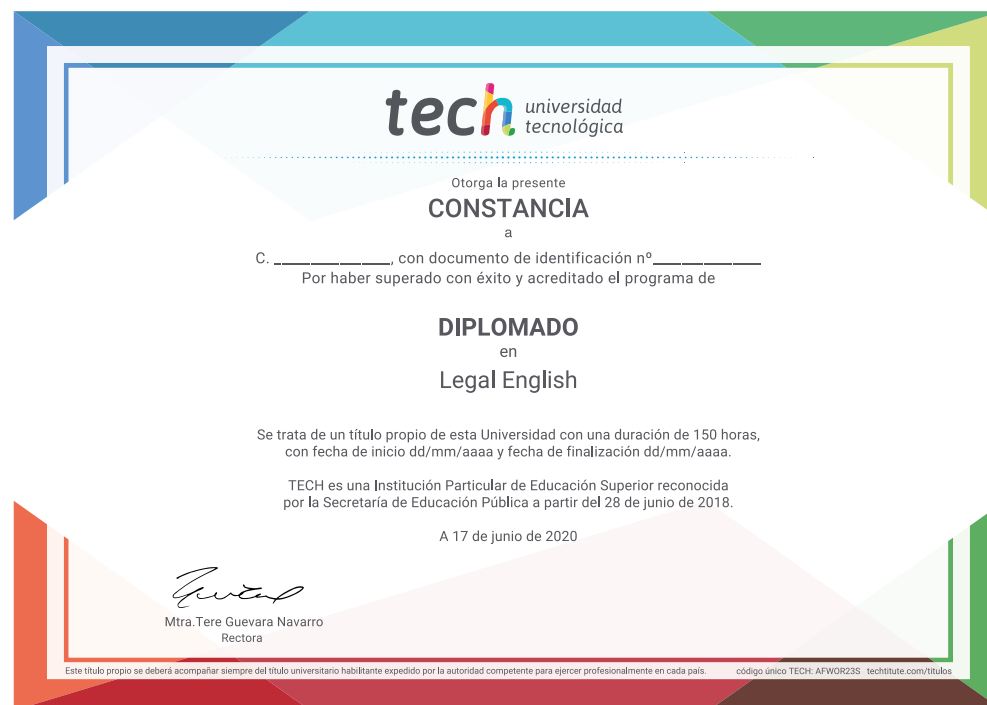 tech universidad
tecnológica
Otorga la presente
CONSTANCIA
a
C. ____________, con documento de identificación nº____________
Por haber superado con éxito y acreditado el programa de
DIPLOMADO
en
Legal English
Se trata de un título propio de esta Universidad con una duración de 150 horas,
con fecha de inicio dd/mm/aaaa y fecha de finalización dd/mm/aaaa.
TECH es una Institución Particular de Educación Superior reconocida
por la Secretaría de Educación Pública a partir del 28 de junio de 2018.
A 17 de junio de 2020
Mtra.Tere Guevara Navarro
Rectora
Este título propio se deberá acompañar siempre del título universitario habilitante expedido por la autoridad competente para ejercer profesionalmente en cada país. código único TECH: AFWOR23S techtitute.com/titulos